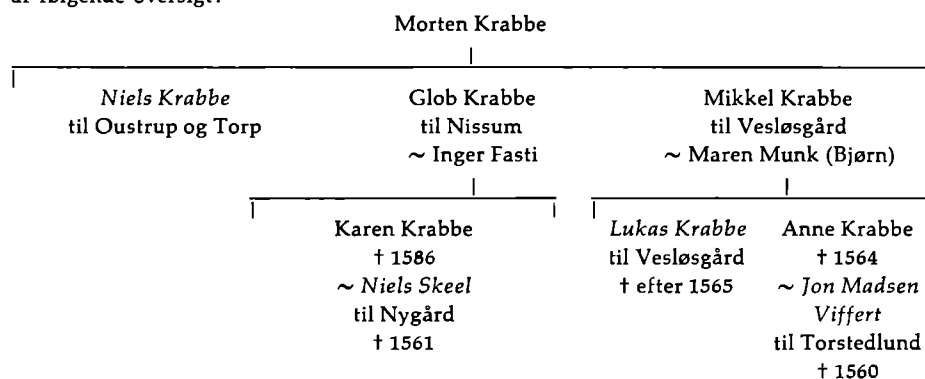 af følgende oversigt:
Morten Krabbe
Niels Krabbe
til Oustrup og Torp
Glob Krabbe
til Nissum
~ Inger Fasti
Mikkel Krabbe
til Vesløsgård
~ Maren Munk (Bjørn)
Karen Krabbe
† 1586
~ Niels Skeel
til Nygård
† 1561
Lukas Krabbe
til Vesløsgård
† efter 1565
Anne Krabbe
† 1564
~ Jon Madsen
Viffert
til Torstedlund
† 1560